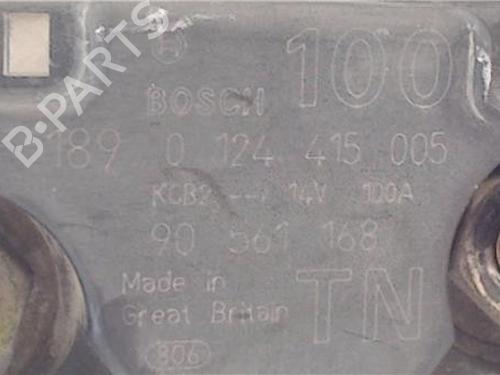 100
BOSCH
189 0 124 415 005
KCB2 --> 14V 100A
90 561 168
Made in
Great Britain
TN
806
B-PARTS